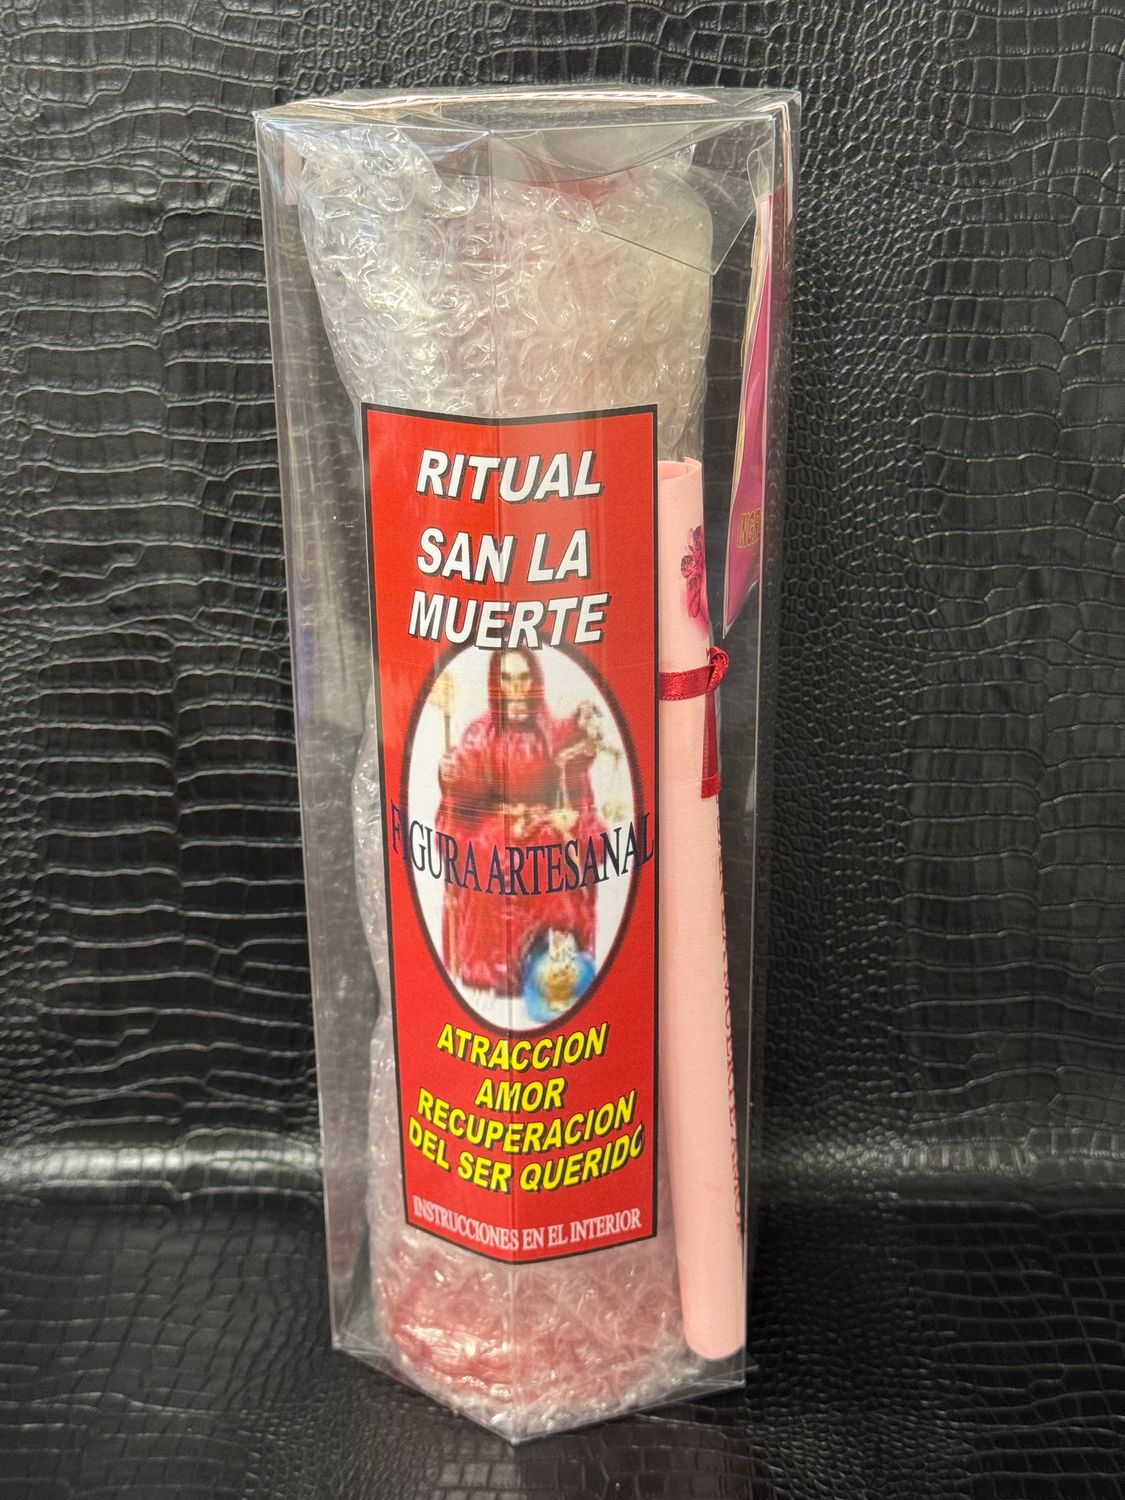 RITUAL
SAN LA
MUERTE
FIGURA ARTESANAL
ATRACCION
AMOR
RECUPERACION
DEL SER QUERIDO
INSTRUCCIONES EN EL INTERIOR